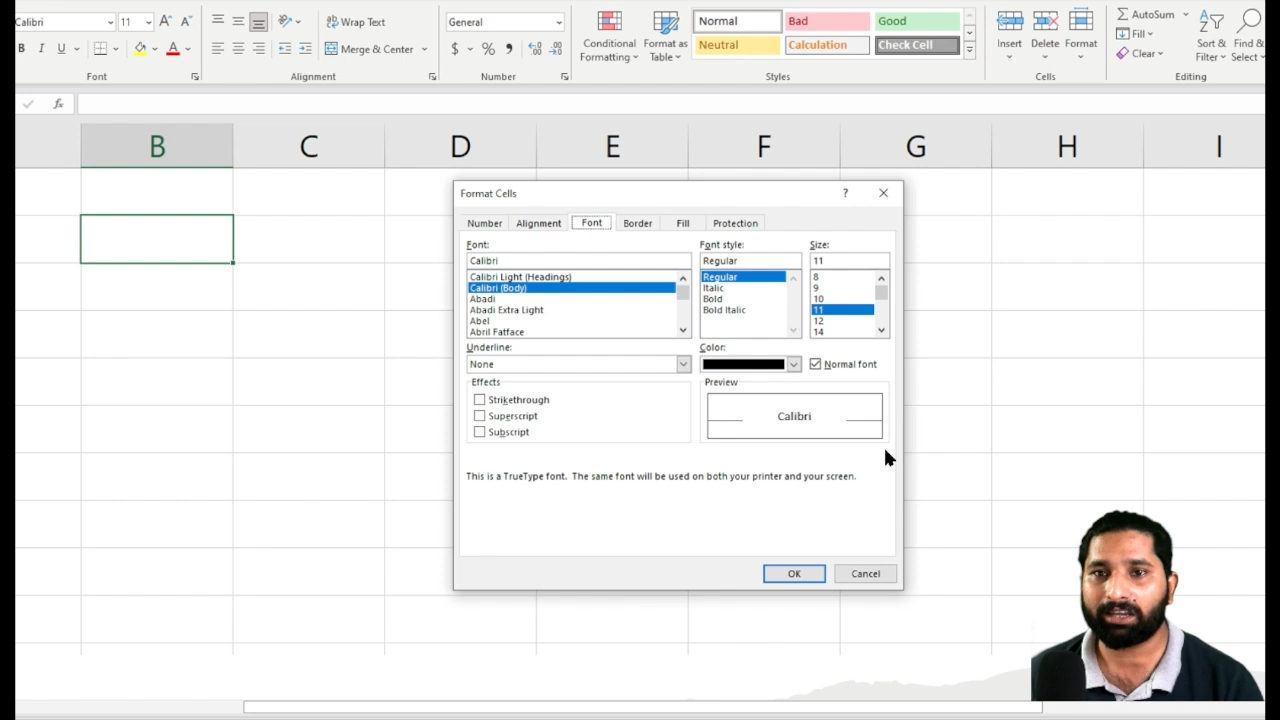 Calibri 11 A A Wrap Text General Conditional Formatting Format as Table Normal Bad Good Insert Delete Format AutoSum Sort & Filter Find & Select
B I U A Merge & Center $ % , Neutral Calculation Check Cell Fill
Clear
Font Alignment Number Styles Cells Editing
fx
B C D E F G H I
Format Cells ?
Number Alignment Font Border Fill Protection
Font: Font style: Size:
Calibri Regular 11
Calibri Light (Headings) Regular 8
Calibri (Body) Italic 9
Abadi Bold 10
Abadi Extra Light Bold Italic 11
Abel 12
Abril Fatface 14
Underline: Color:
None Normal font
Effects Preview
Strikethrough
Superscript Calibri
Subscript
This is a TrueType font. The same font will be used on both your printer and your screen.
OK Cancel